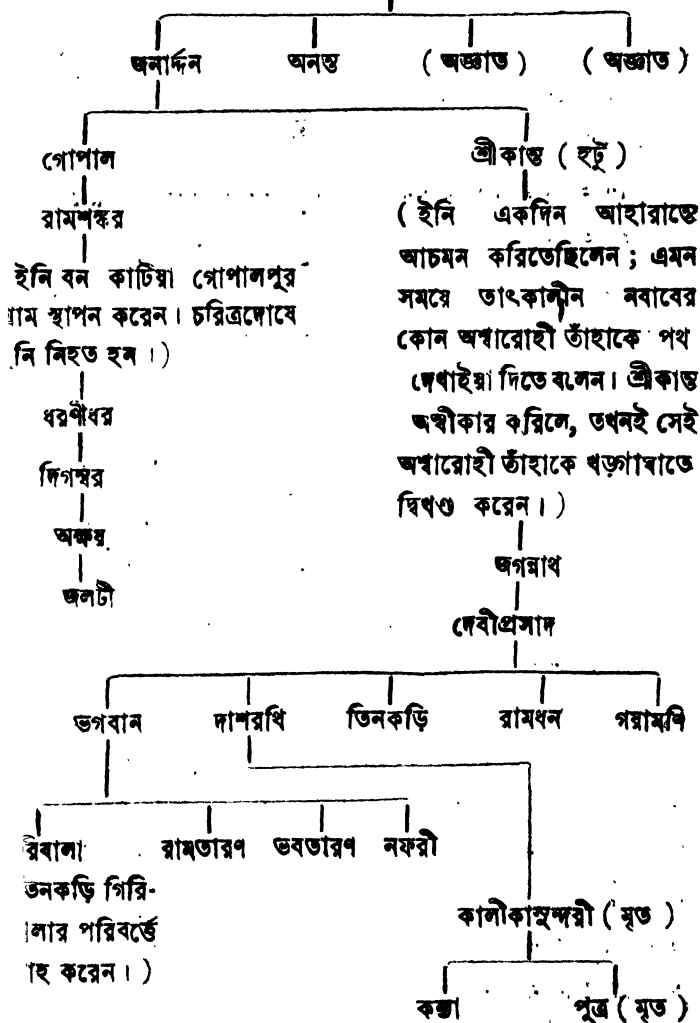 জনার্দ্দন অনন্ত ( অজ্ঞাত ) ( অজ্ঞাত )
গোপাল শ্রীকান্ত ( হটু )
রামশঙ্কর
ইনি বন কাটিয়া গোপালপুর
গ্রাম স্থাপন করেন। চরিত্রদোষে
নি নিহত হন।)
ধরণীধর
দিগম্বর
অক্ষয়
জলটী
( ইনি একদিন আহারান্তে
আচমন করিতেছিলেন ; এমন
সময়ে তাৎকালীন নবাবের
কোন অশ্বারোহী তাঁহাকে পথ
দেখাইয়া দিতে বলেন। শ্রীকান্ত
অস্বীকার করিলে, তখনই সেই
অশ্বারোহী তাঁহাকে খড়্গাঘাতে
দ্বিখণ্ড করেন। )
জগন্নাথ
দেবীপ্রসাদ
ভগবান দাশরথি তিনকড়ি রামধন গয়ামণি
রিবালা রামতারণ ভবতারণ নফরী
তিনকড়ি গিরি-
লার পরিবর্ত্তে
াহ করেন। )
কালীকাসুন্দরী ( মৃত )
কন্যা পুত্র ( মৃত )